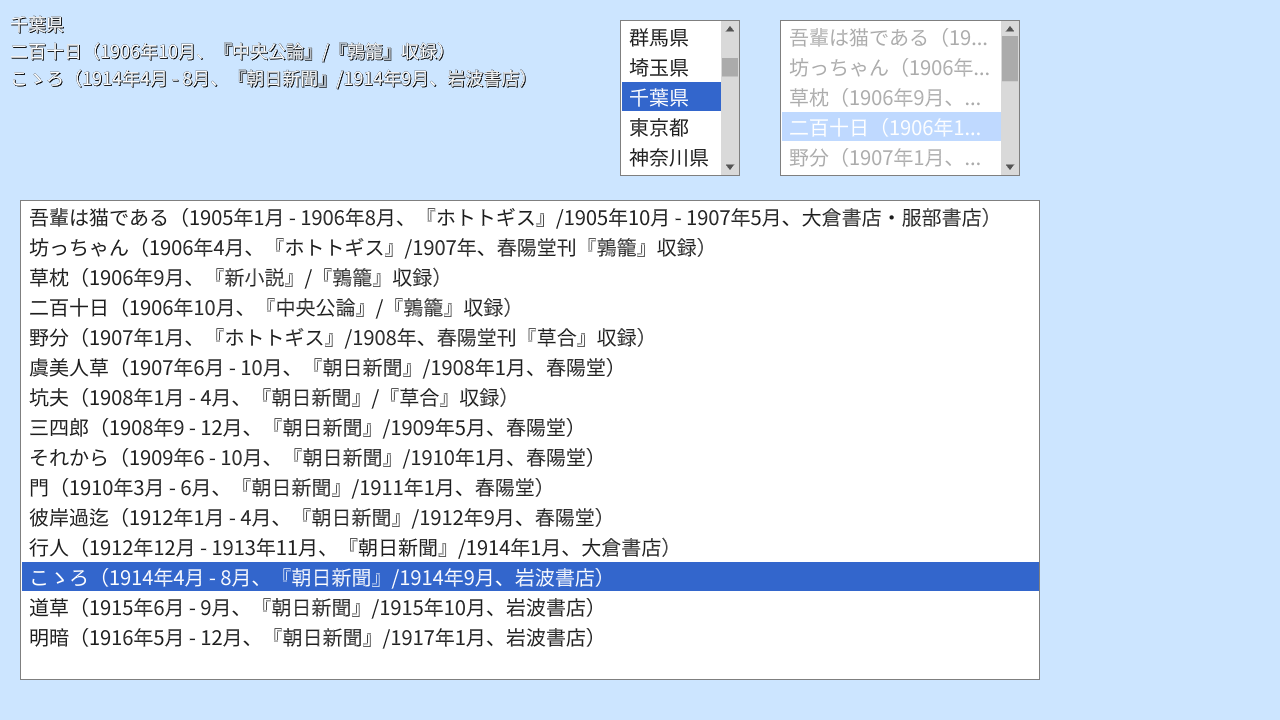 千葉県
二百十日（1906年10月、『中央公論』/『鶉籠』収録）
こゝろ（1914年4月 - 8月、『朝日新聞』/1914年9月、岩波書店）
群馬県
埼玉県
千葉県
東京都
神奈川県
吾輩は猫である（19...
坊っちゃん（1906年...
草枕（1906年9月、...
二百十日（1906年1...
野分（1907年1月、...
吾輩は猫である（1905年1月 - 1906年8月、『ホトトギス』/1905年10月 - 1907年5月、大倉書店・服部書店）
坊っちゃん（1906年4月、『ホトトギス』/1907年、春陽堂刊『鶉籠』収録）
草枕（1906年9月、『新小説』/『鶉籠』収録）
二百十日（1906年10月、『中央公論』/『鶉籠』収録）
野分（1907年1月、『ホトトギス』/1908年、春陽堂刊『草合』収録）
虞美人草（1907年6月 - 10月、『朝日新聞』/1908年1月、春陽堂）
坑夫（1908年1月 - 4月、『朝日新聞』/『草合』収録）
三四郎（1908年9 - 12月、『朝日新聞』/1909年5月、春陽堂）
それから（1909年6 - 10月、『朝日新聞』/1910年1月、春陽堂）
門（1910年3月 - 6月、『朝日新聞』/1911年1月、春陽堂）
彼岸過迄（1912年1月 - 4月、『朝日新聞』/1912年9月、春陽堂）
行人（1912年12月 - 1913年11月、『朝日新聞』/1914年1月、大倉書店）
こゝろ（1914年4月 - 8月、『朝日新聞』/1914年9月、岩波書店）
道草（1915年6月 - 9月、『朝日新聞』/1915年10月、岩波書店）
明暗（1916年5月 - 12月、『朝日新聞』/1917年1月、岩波書店）